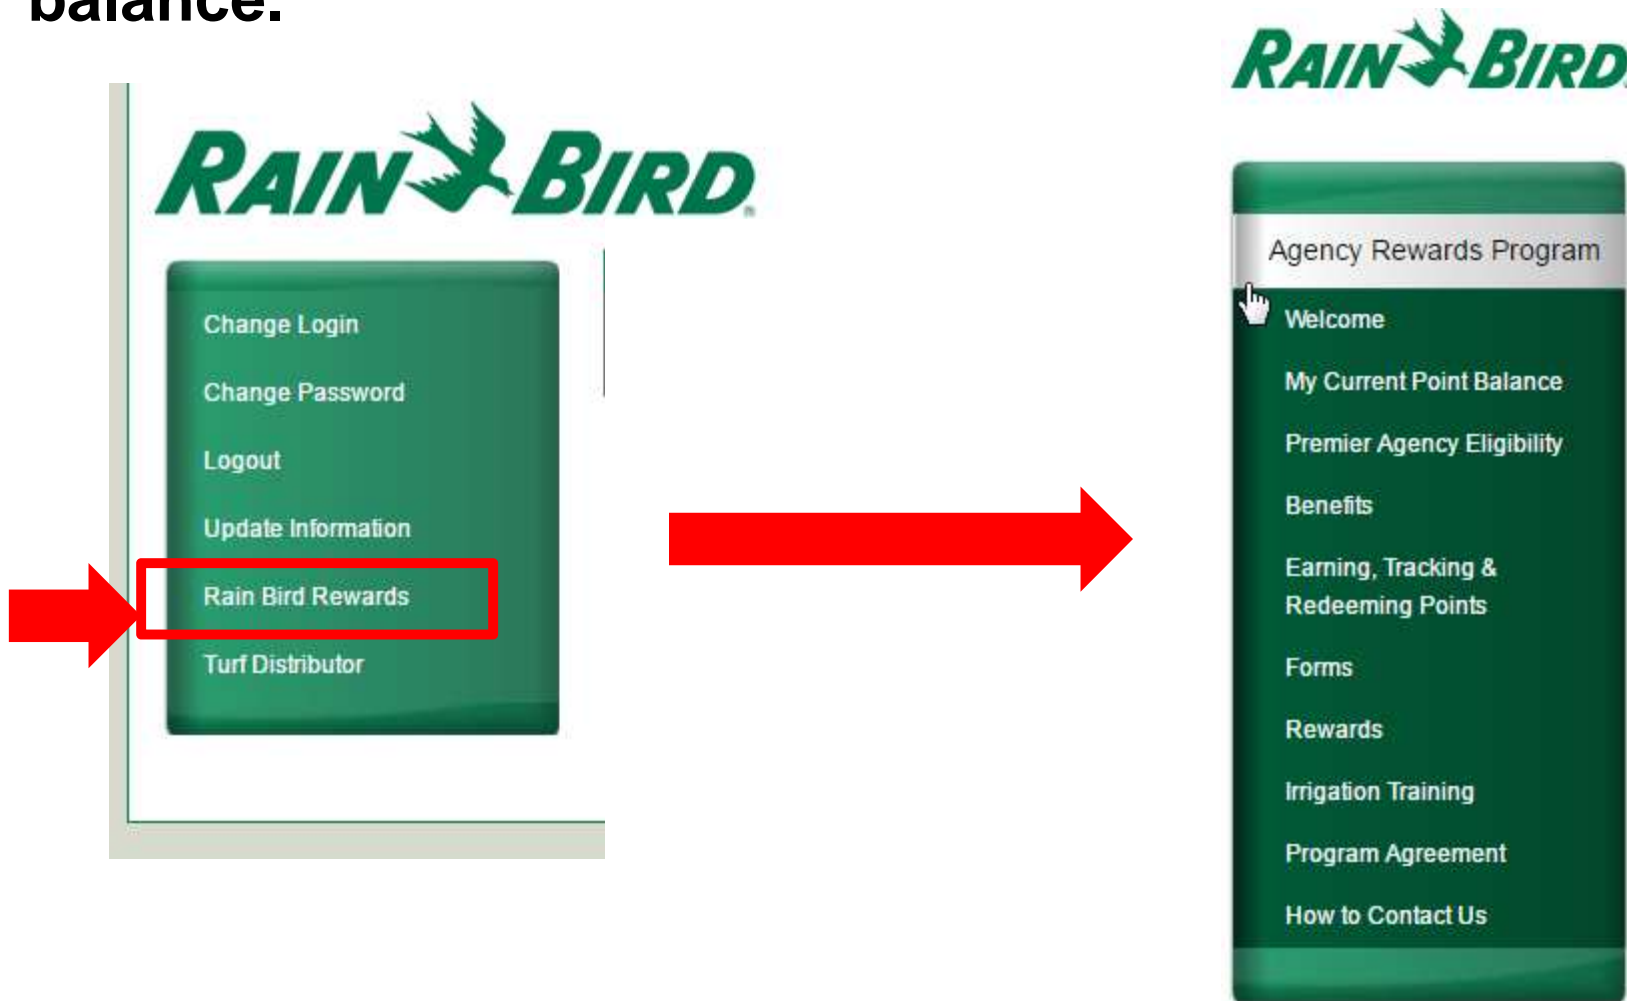 balance.
RAIN BIRD.
Change Login
Change Password
Logout
Update Information
Rain Bird Rewards
Turf Distributor
RAIN BIRD.
Agency Rewards Program
Welcome
My Current Point Balance
Premier Agency Eligibility
Benefits
Earning, Tracking &
Redeeming Points
Forms
Rewards
Irrigation Training
Program Agreement
How to Contact Us